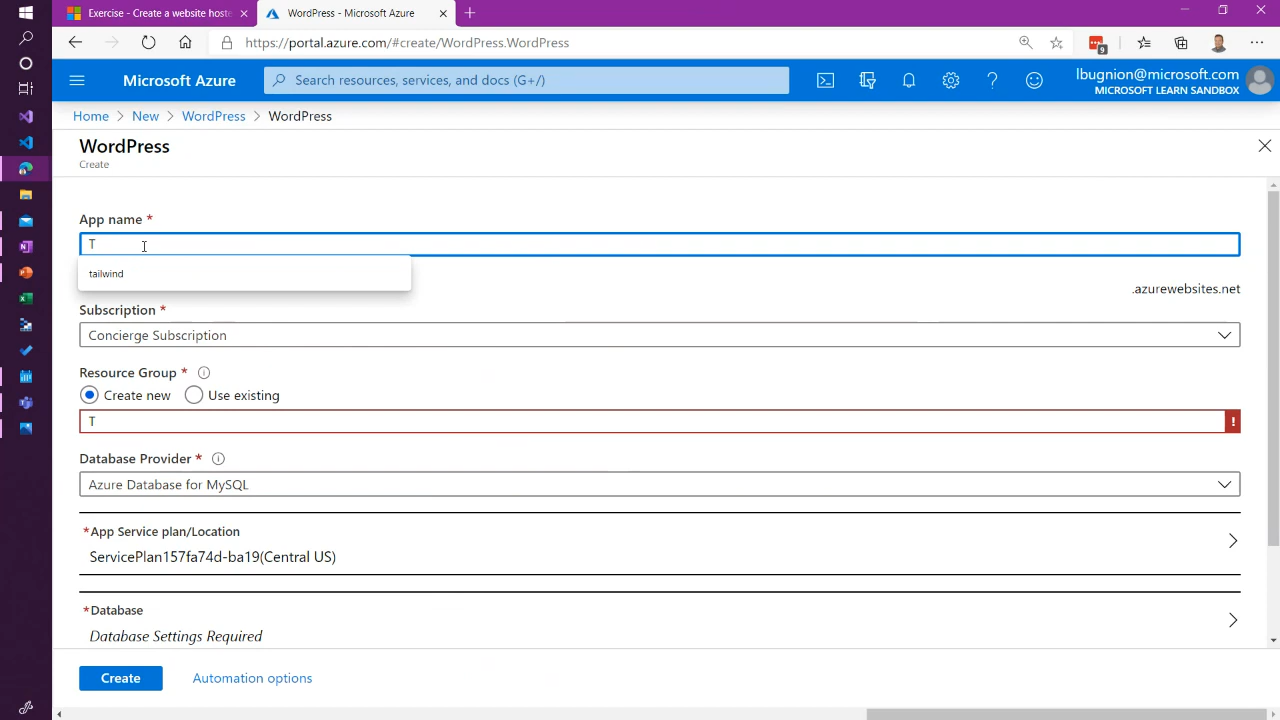 Exercise - Create a website hoste
WordPress - Microsoft Azure
https://portal.azure.com/#create/WordPress.WordPress
9
Microsoft Azure
Search resources, services, and docs (G+/)
lbugnion@microsoft.com
MICROSOFT LEARN SANDBOX
Home > New > WordPress > WordPress
WordPress
Create
App name *
T
tailwind
.azurewebsites.net
Subscription *
Concierge Subscription
Resource Group *
Create new
Use existing
T
Database Provider *
Azure Database for MySQL
*App Service plan/Location
ServicePlan157fa74d-ba19(Central US)
*Database
Database Settings Required
Create
Automation options